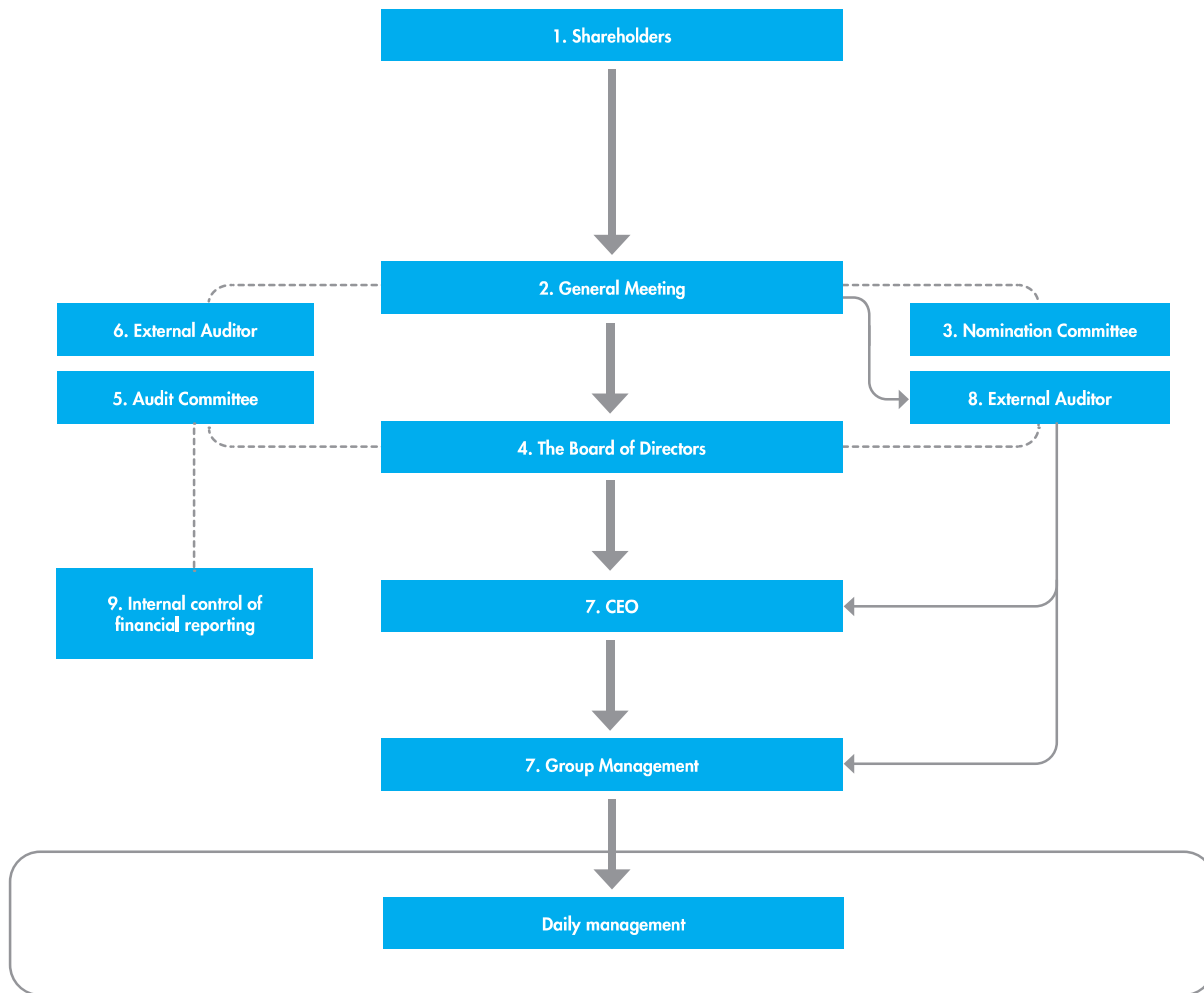 1. Shareholders
2. General Meeting
6. External Auditor
3. Nomination Committee
5. Audit Committee
8. External Auditor
4. The Board of Directors
9. Internal control of
financial reporting
7. CEO
7. Group Management
Daily management